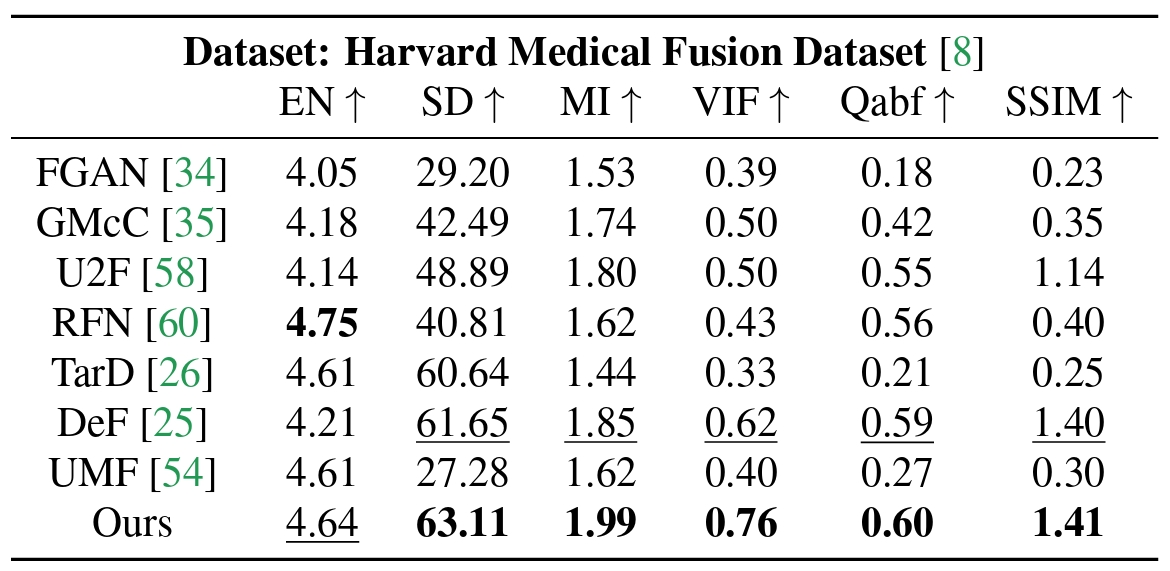 Dataset: Harvard Medical Fusion Dataset [8]
EN ↑ SD ↑ MI ↑ VIF ↑ Qabf ↑ SSIM ↑
FGAN [34] 4.05 29.20 1.53 0.39 0.18 0.23
GMcC [35] 4.18 42.49 1.74 0.50 0.42 0.35
U2F [58] 4.14 48.89 1.80 0.50 0.55 1.14
RFN [60] 4.75 40.81 1.62 0.43 0.56 0.40
TarD [26] 4.61 60.64 1.44 0.33 0.21 0.25
DeF [25] 4.21 61.65 1.85 0.62 0.59 1.40
UMF [54] 4.61 27.28 1.62 0.40 0.27 0.30
Ours 4.64 63.11 1.99 0.76 0.60 1.41